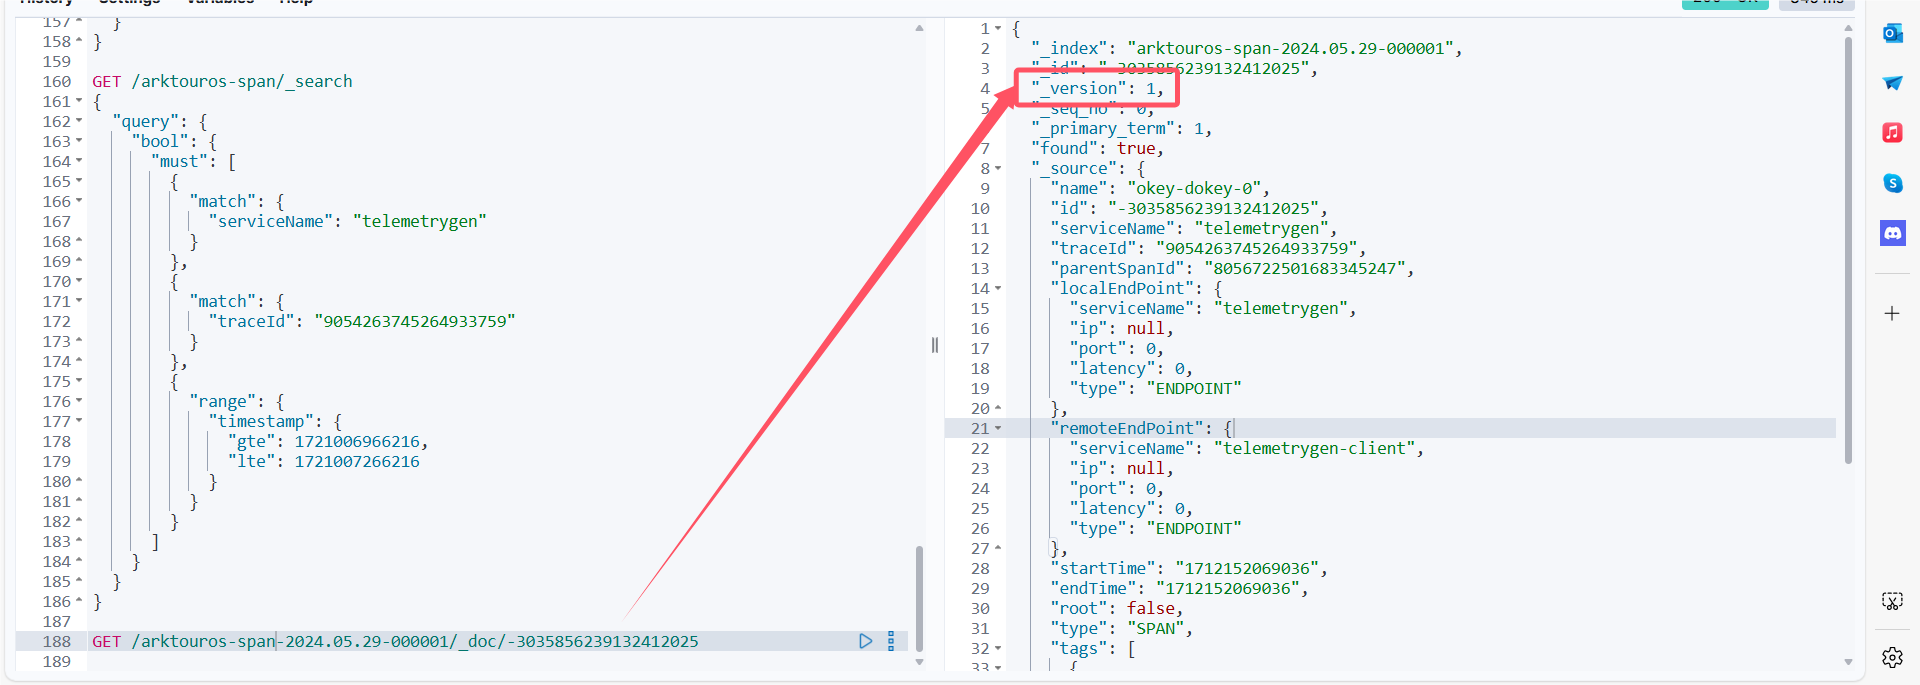 History Settings Variables Help
157 }
158 }
159
160 GET /arktouros-span/_search
161 {
162 "query": {
163 "bool": {
164 "must": [
165 {
166 "match": {
167 "serviceName": "telemetrygen"
168 }
169 },
170 {
171 "match": {
172 "traceId": "9054263745264933759"
173 }
174 },
175 {
176 "range": {
177 "timestamp": {
178 "gte": 1721006966216,
179 "lte": 1721007266216
180 }
181 }
182 }
183 ]
184 }
185 }
186 }
187
188 GET /arktouros-span-2024.05.29-000001/_doc/-3035856239132412025
189
1 {
2 "_index": "arktouros-span-2024.05.29-000001",
3 "_id": "-3035856239132412025",
4 "_version": 1,
5 "_seq_no": 0,
"_primary_term": 1,
7 "found": true,
8 "_source": {
9 "name": "okey-dokey-0",
10 "id": "-3035856239132412025",
11 "serviceName": "telemetrygen",
12 "traceId": "9054263745264933759",
13 "parentSpanId": "8056722501683345247",
14 "localEndPoint": {
15 "serviceName": "telemetrygen",
16 "ip": null,
17 "port": 0,
18 "latency": 0,
19 "type": "ENDPOINT"
20 },
21 "remoteEndPoint": {
22 "serviceName": "telemetrygen-client",
23 "ip": null,
24 "port": 0,
25 "latency": 0,
26 "type": "ENDPOINT"
27 },
28 "startTime": "1712152069036",
29 "endTime": "1712152069036",
30 "root": false,
31 "type": "SPAN",
32 "tags": [
33 {